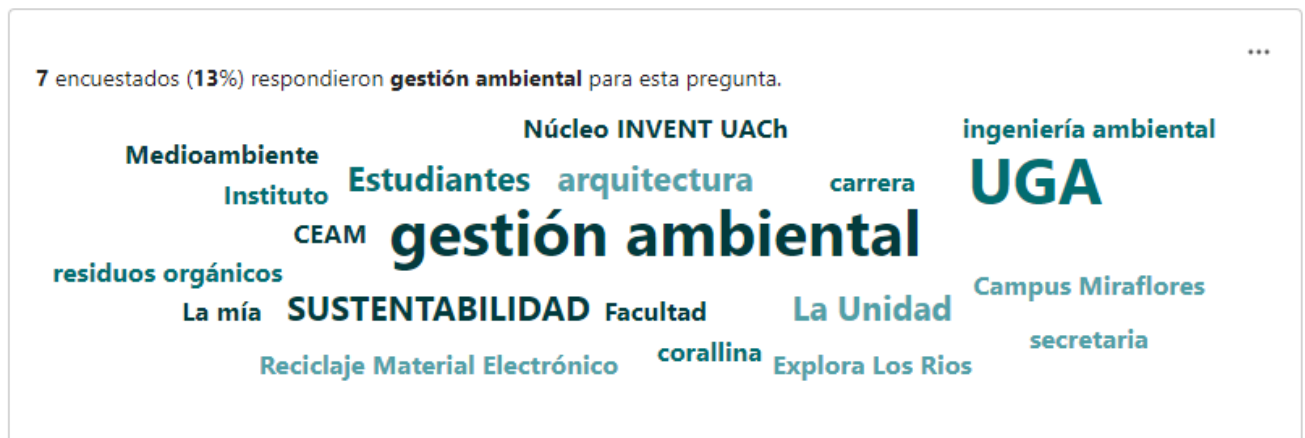 ...
7 encuestados (13%) respondieron gestión ambiental para esta pregunta.
Núcleo INVENT UACh
ingeniería ambiental
Medioambiente
Estudiantes
arquitectura
carrera
UGA
Instituto
CEAM
gestión ambiental
residuos orgánicos
Campus Miraflores
La mía
SUSTENTABILIDAD
Facultad
La Unidad
secretaria
corallina
Reciclaje Material Electrónico
Explora Los Rios